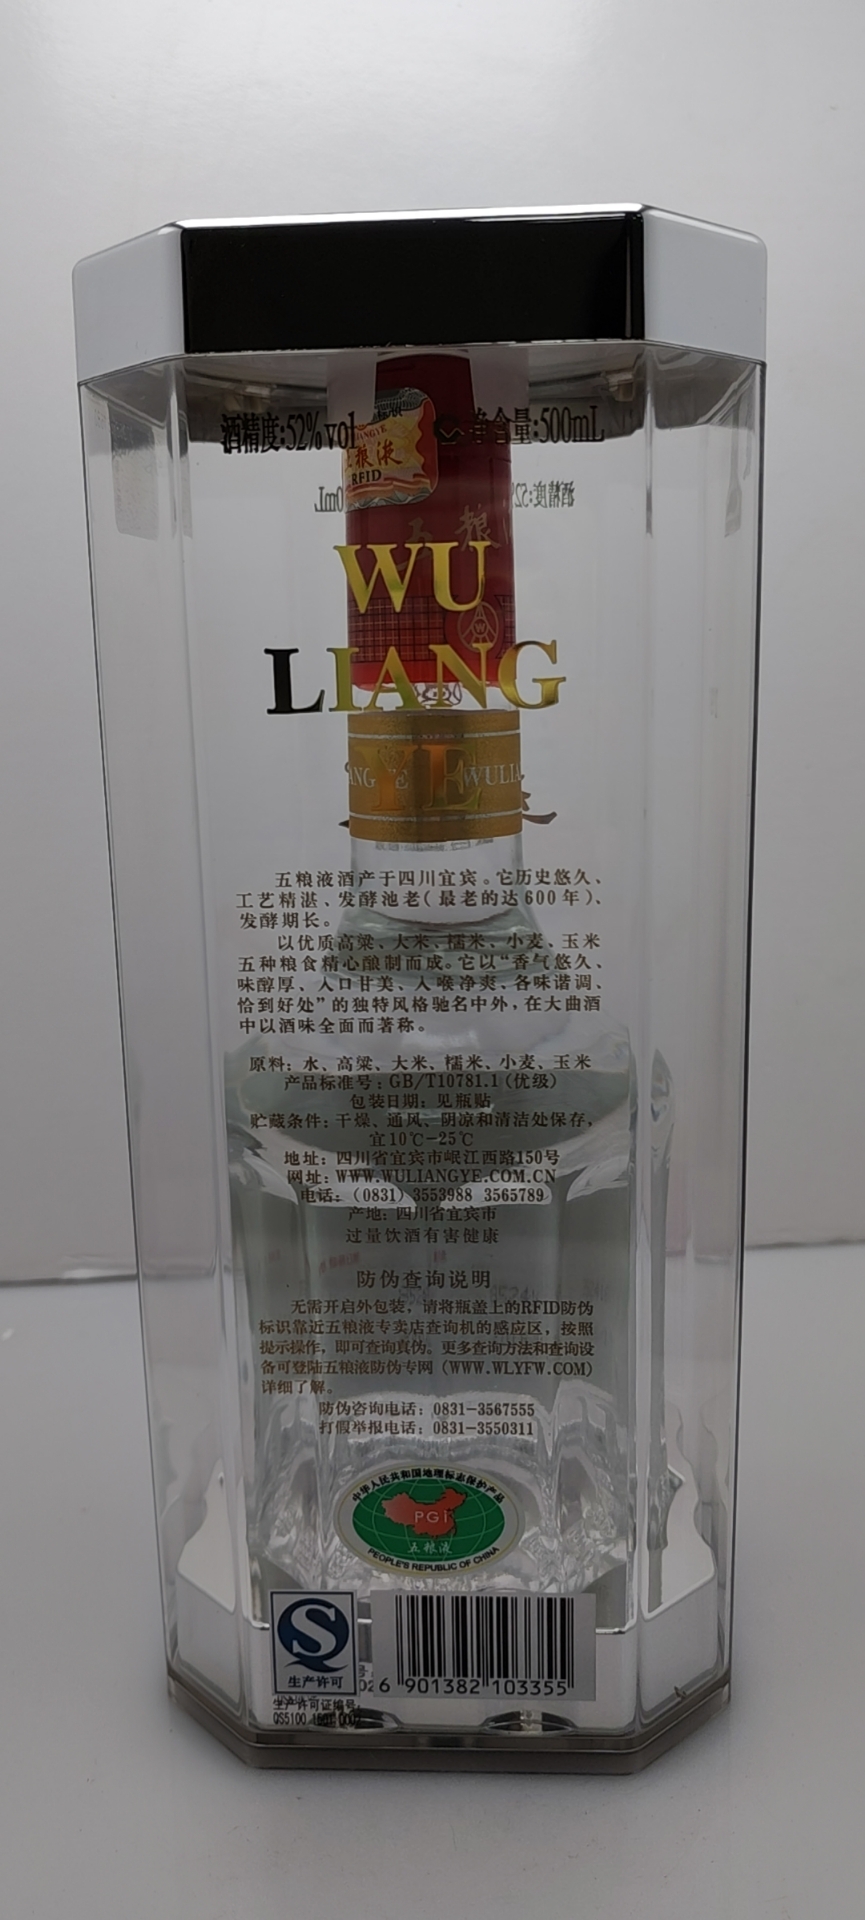 酒精度:52%vol 净含量:500mL
五粮液
RFID
WU
LIANG
YE
五粮液酒产于四川宜宾。它历史悠久、
工艺精湛、发酵池老(最老的达600年)、
发酵期长。
以优质高粱、大米、糯米、小麦、玉米
五种粮食精心酿制而成。它以“香气悠久、
味醇厚、入口甘美、入喉净爽、各味谐调、
恰到好处”的独特风格驰名中外,在大曲酒
中以酒味全面而著称。
原料:水、高粱、大米、糯米、小麦、玉米
产品标准号:GB/T10781.1(优级)
包装日期:见瓶贴
贮藏条件:干燥、通风、阴凉和清洁处保存,
宜10℃-25℃
地址:四川省宜宾市岷江西路150号
网址:WWW.WULIANGYE.COM.CN
电话:(0831)3553988 3565789
产地:四川省宜宾市
过量饮酒有害健康
防伪查询说明
无需开启外包装,请将瓶盖上的RFID防伪
标识靠近五粮液专卖店查询机的感应区,按照
提示操作,即可查询真伪。更多查询方法和查询设
备可登陆五粮液防伪专网(WWW.WLYFW.COM)
详细了解。
防伪咨询电话:0831-3567555
打假举报电话:0831-3550311
中华人民共和国地理标志保护产品
PGI
五粮液
PEOPLE'S REPUBLIC OF CHINA
S
生产许可
6 901382 103355
生产许可证编号:
QS5100